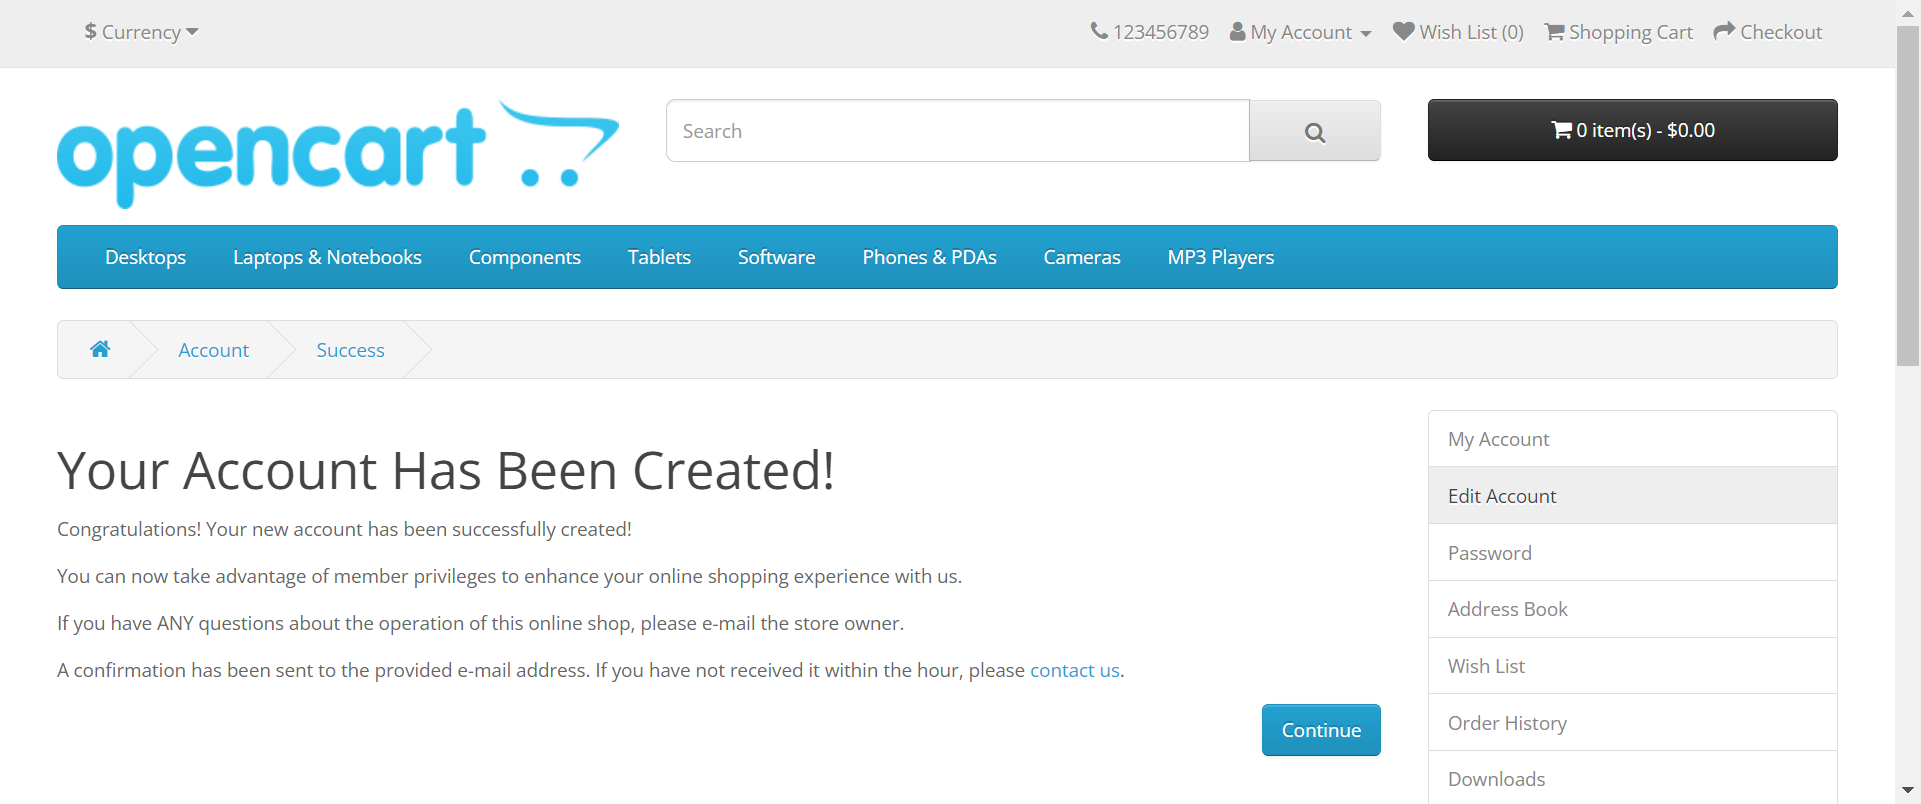 $ Currency
123456789 My Account Wish List (0) Shopping Cart Checkout
opencart
Search
0 item(s) - $0.00
Desktops Laptops & Notebooks Components Tablets Software Phones & PDAs Cameras MP3 Players
Account Success
Your Account Has Been Created!
Congratulations! Your new account has been successfully created!
You can now take advantage of member privileges to enhance your online shopping experience with us.
If you have ANY questions about the operation of this online shop, please e-mail the store owner.
A confirmation has been sent to the provided e-mail address. If you have not received it within the hour, please contact us.
Continue
My Account
Edit Account
Password
Address Book
Wish List
Order History
Downloads